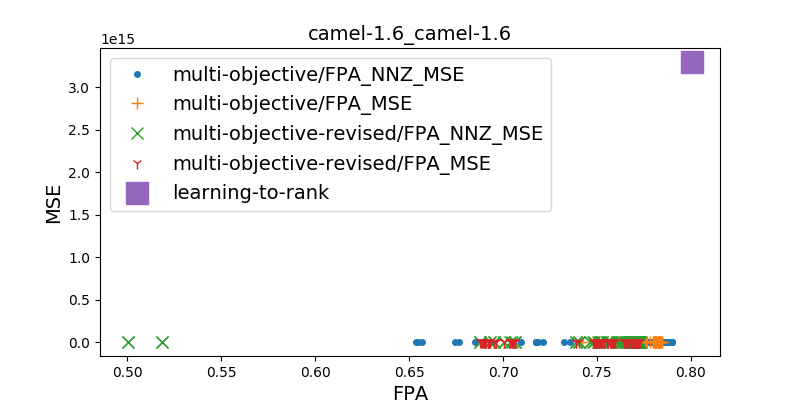 camel-1.6_camel-1.6
1e15
multi-objective/FPA_NNZ_MSE
multi-objective/FPA_MSE
multi-objective-revised/FPA_NNZ_MSE
multi-objective-revised/FPA_MSE
learning-to-rank
MSE
3.0
2.5
2.0
1.5
1.0
0.5
0.0
0.50
0.55
0.60
0.65
0.70
0.75
0.80
FPA